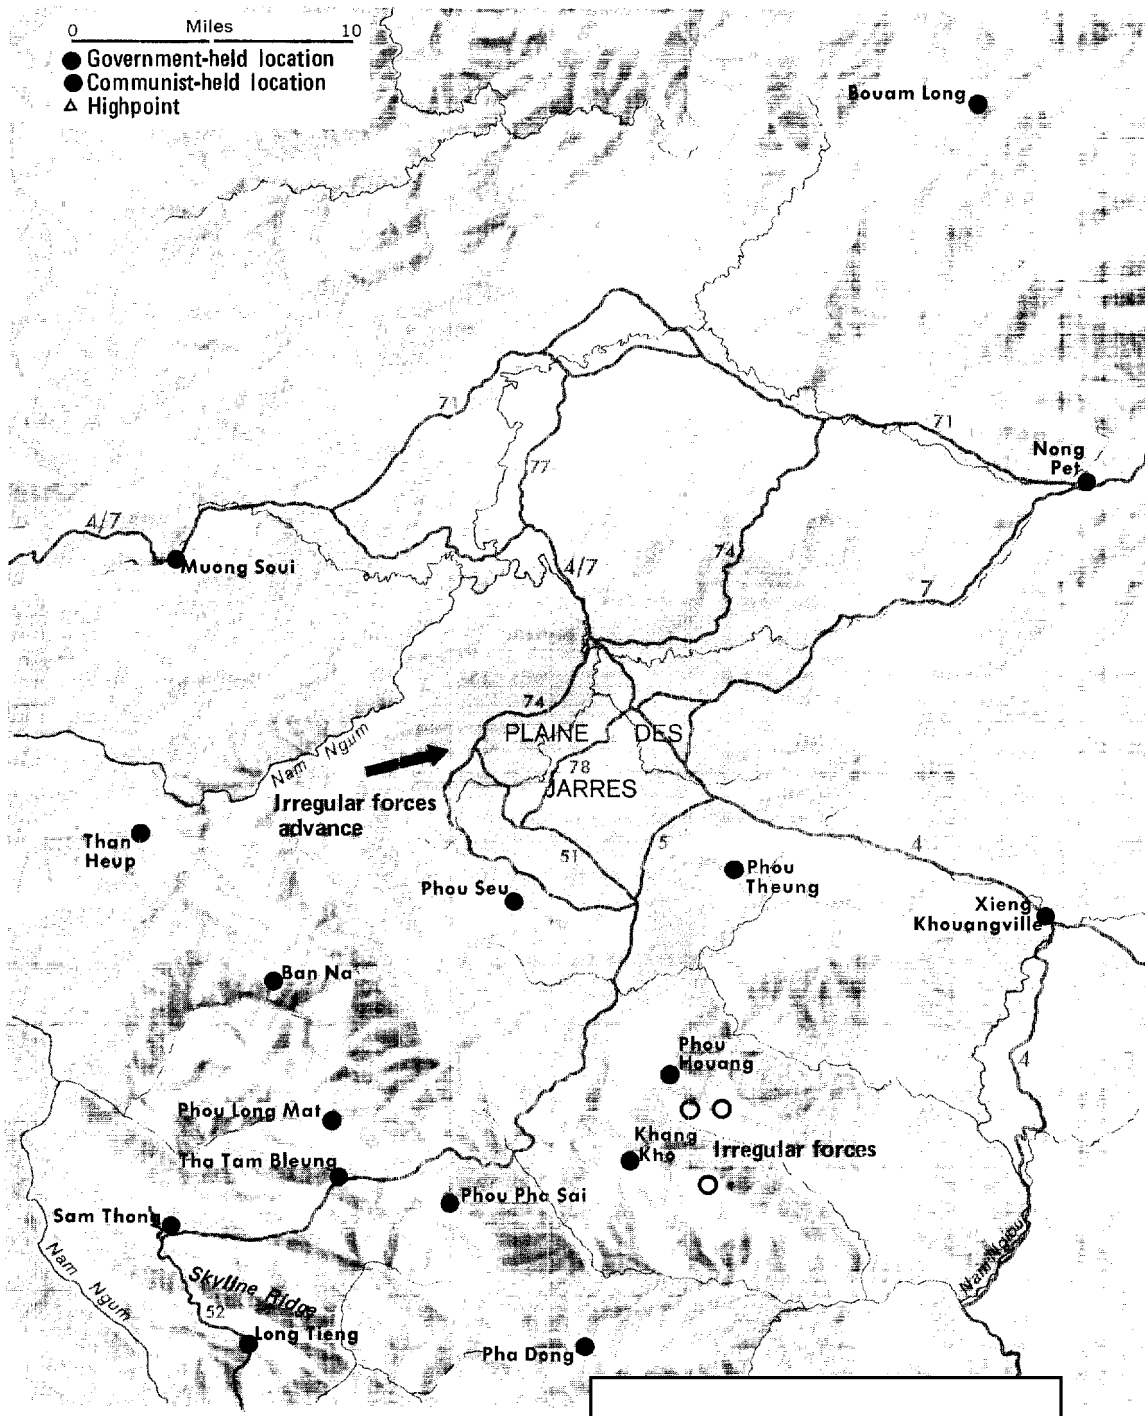 0 Miles 10
Government-held location
Communist-held location
Highpoint
Bouam Long
71
71
Nong
Pet
77
4/7
Muong Soui
4/7
74
7
74
PLAINE DES
Nam Ngum
78
JARRES
Irregular forces
advance
Than
Heup
51
5
4
Phou Seu
Phou
Theung
Xieng
Khouangville
Ban Na
Phou
Houang
4
Phou Long Mat
Khang
Kho
Irregular forces
Tha Tam Bleung
Phou Pha Sai
Sam Thong
Nam Ngum
Skyline Ridge
52
Nam Ngoun
Long Tieng
Pha Dong